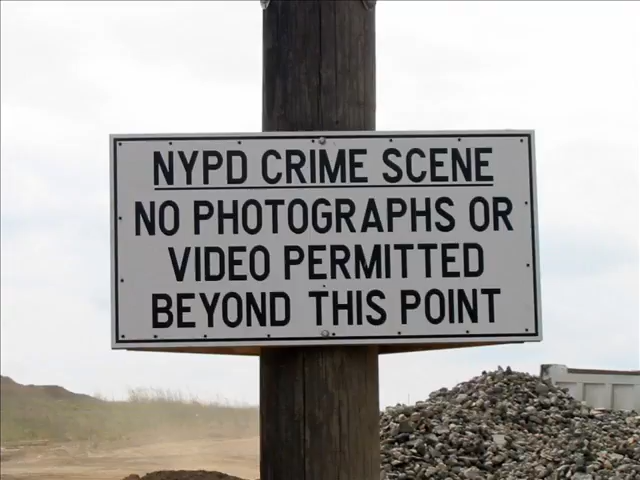 NYPD CRIME SCENE
NO PHOTOGRAPHS OR
VIDEO PERMITTED
BEYOND THIS POINT